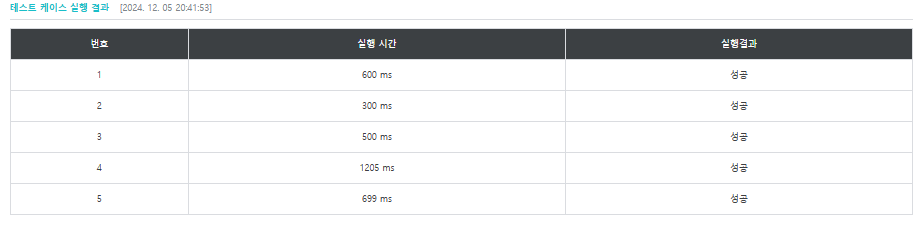 테스트 케이스 실행 결과 [2024. 12. 05 20:41:53]
번호 실행 시간 실행결과
1 600 ms 성공
2 300 ms 성공
3 500 ms 성공
4 1205 ms 성공
5 699 ms 성공